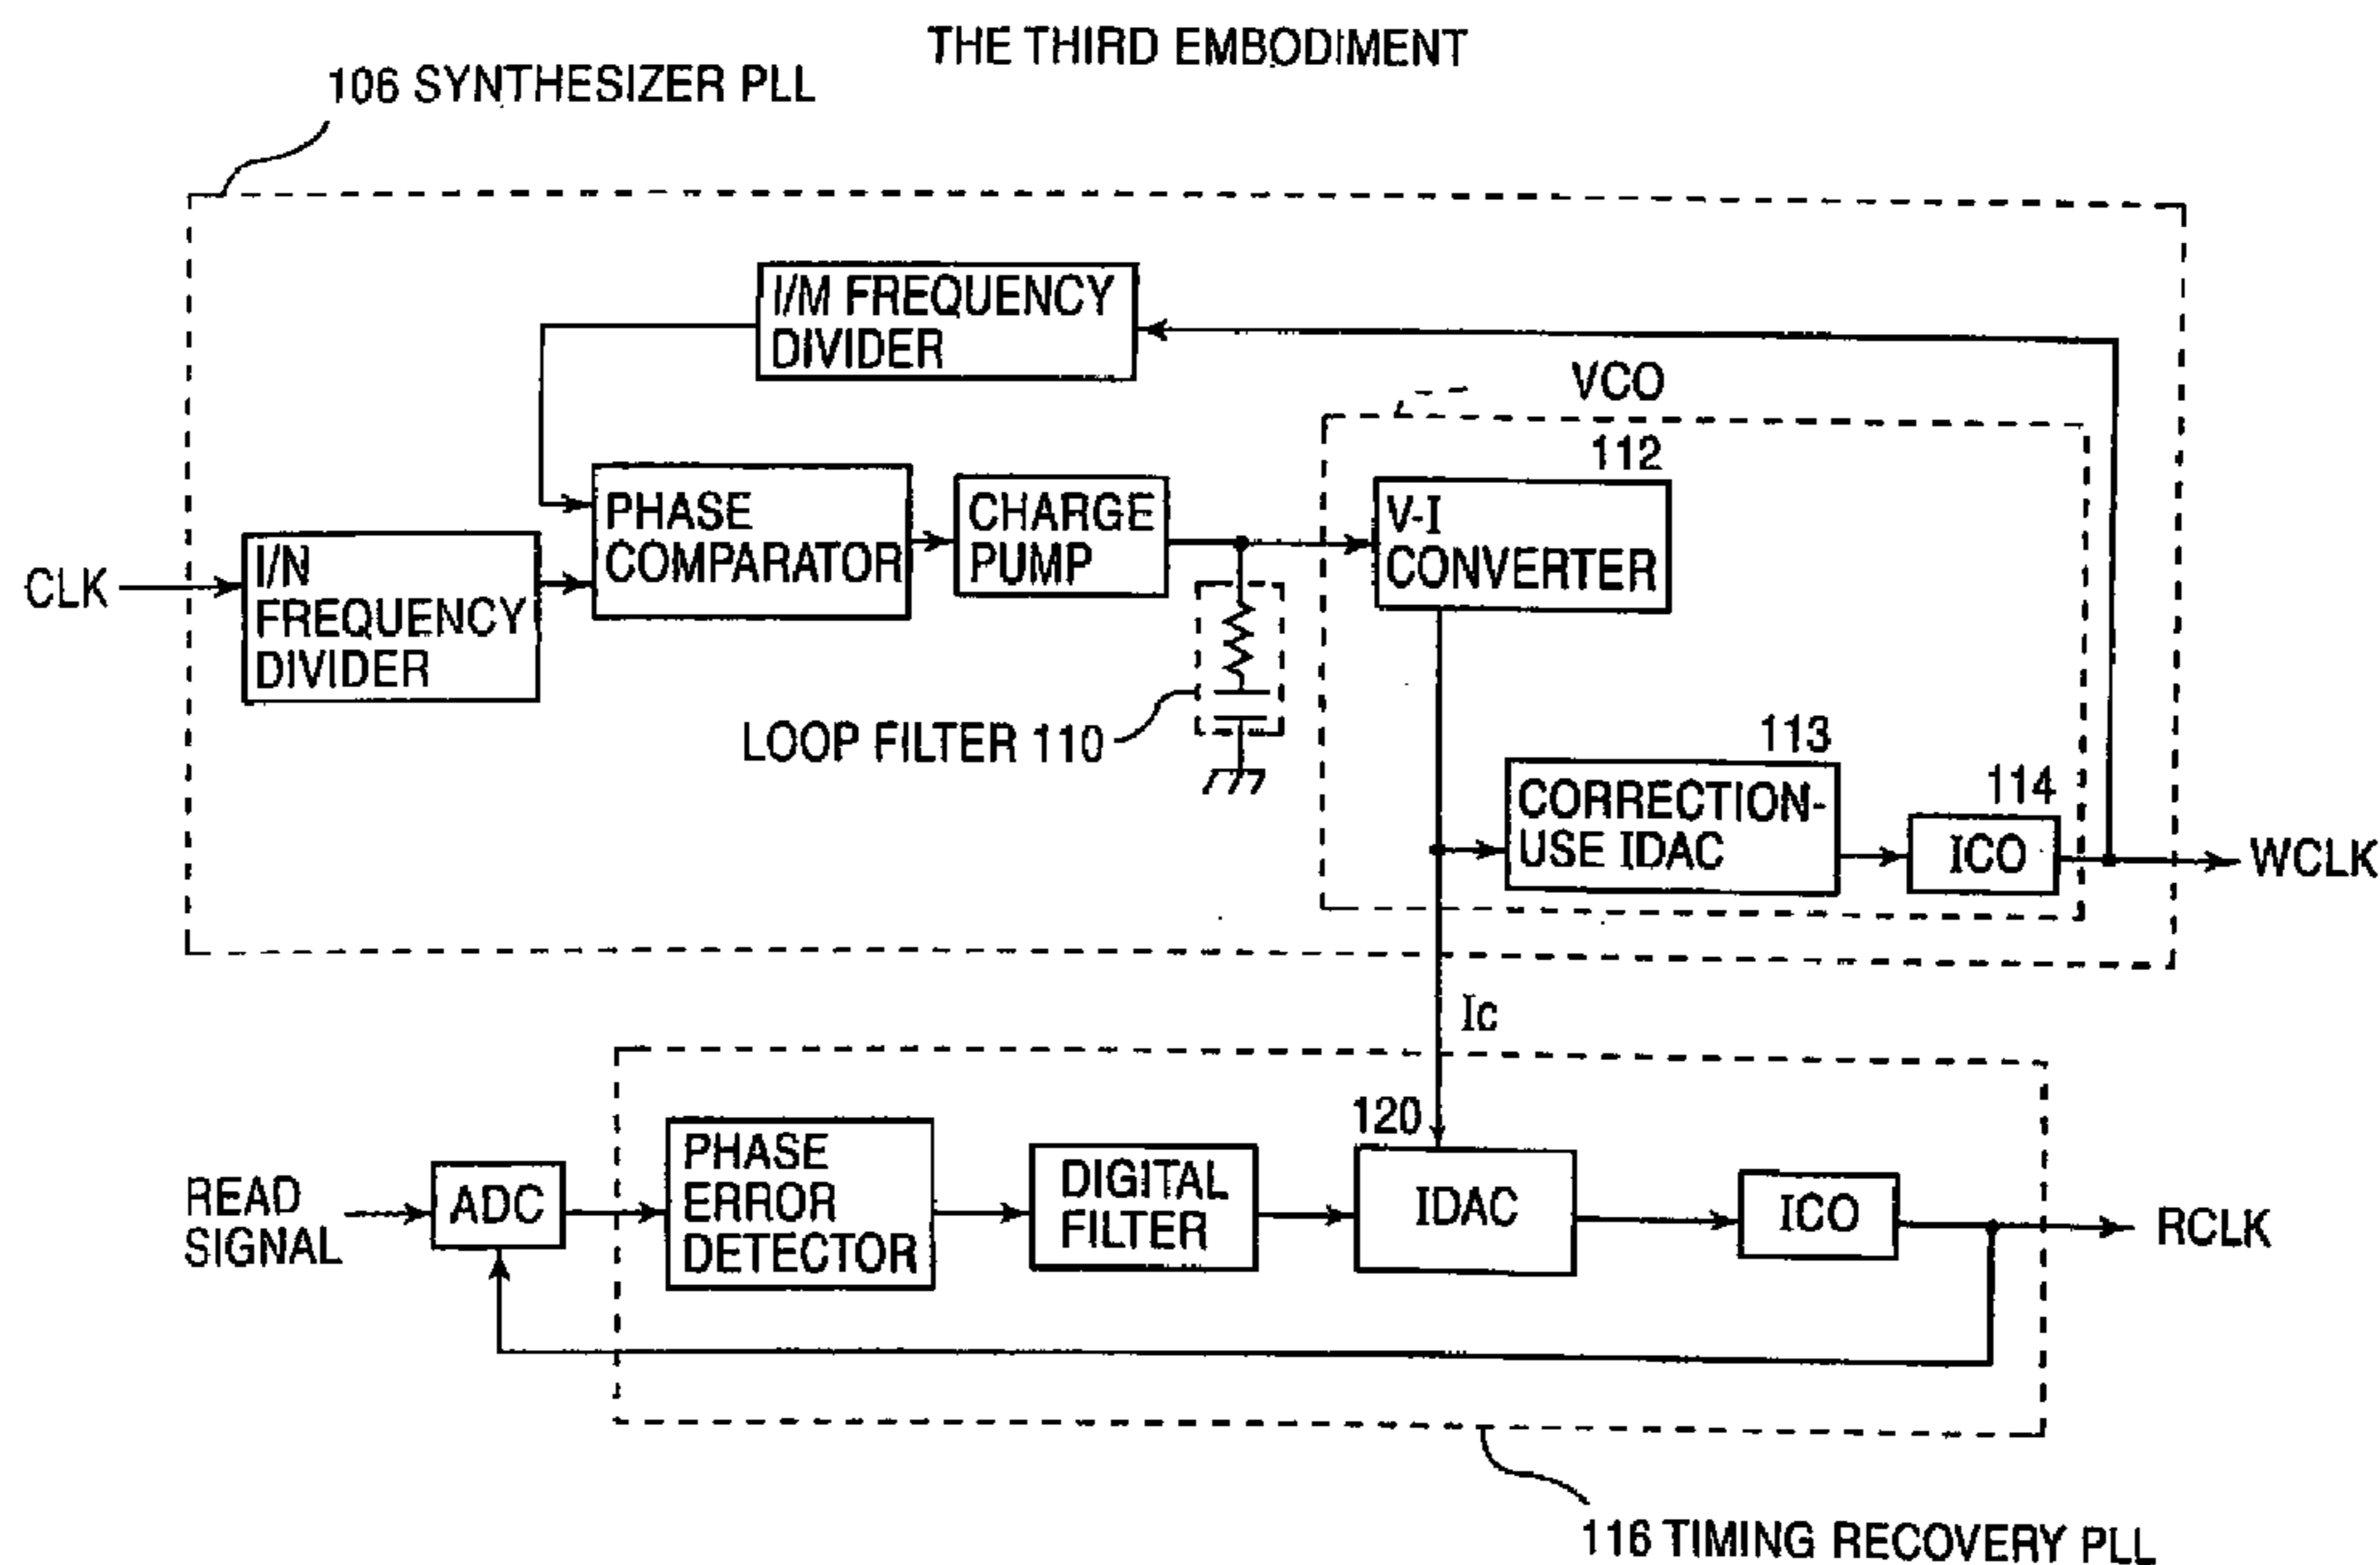 THE THIRD EMBODIMENT
106 SYNTHESIZER PLL
I/M FREQUENCY
DIVIDER
VCO
112
V-I
CONVERTER
PHASE
COMPARATOR
CHARGE
PUMP
CLK
I/N
FREQUENCY
DIVIDER
LOOP FILTER 110
113
CORRECTION-
USE IDAC
114
ICO
WCLK
Ic
120
READ
SIGNAL
ADC
PHASE
ERROR
DETECTOR
DIGITAL
FILTER
IDAC
ICO
RCLK
116 TIMING RECOVERY PLL